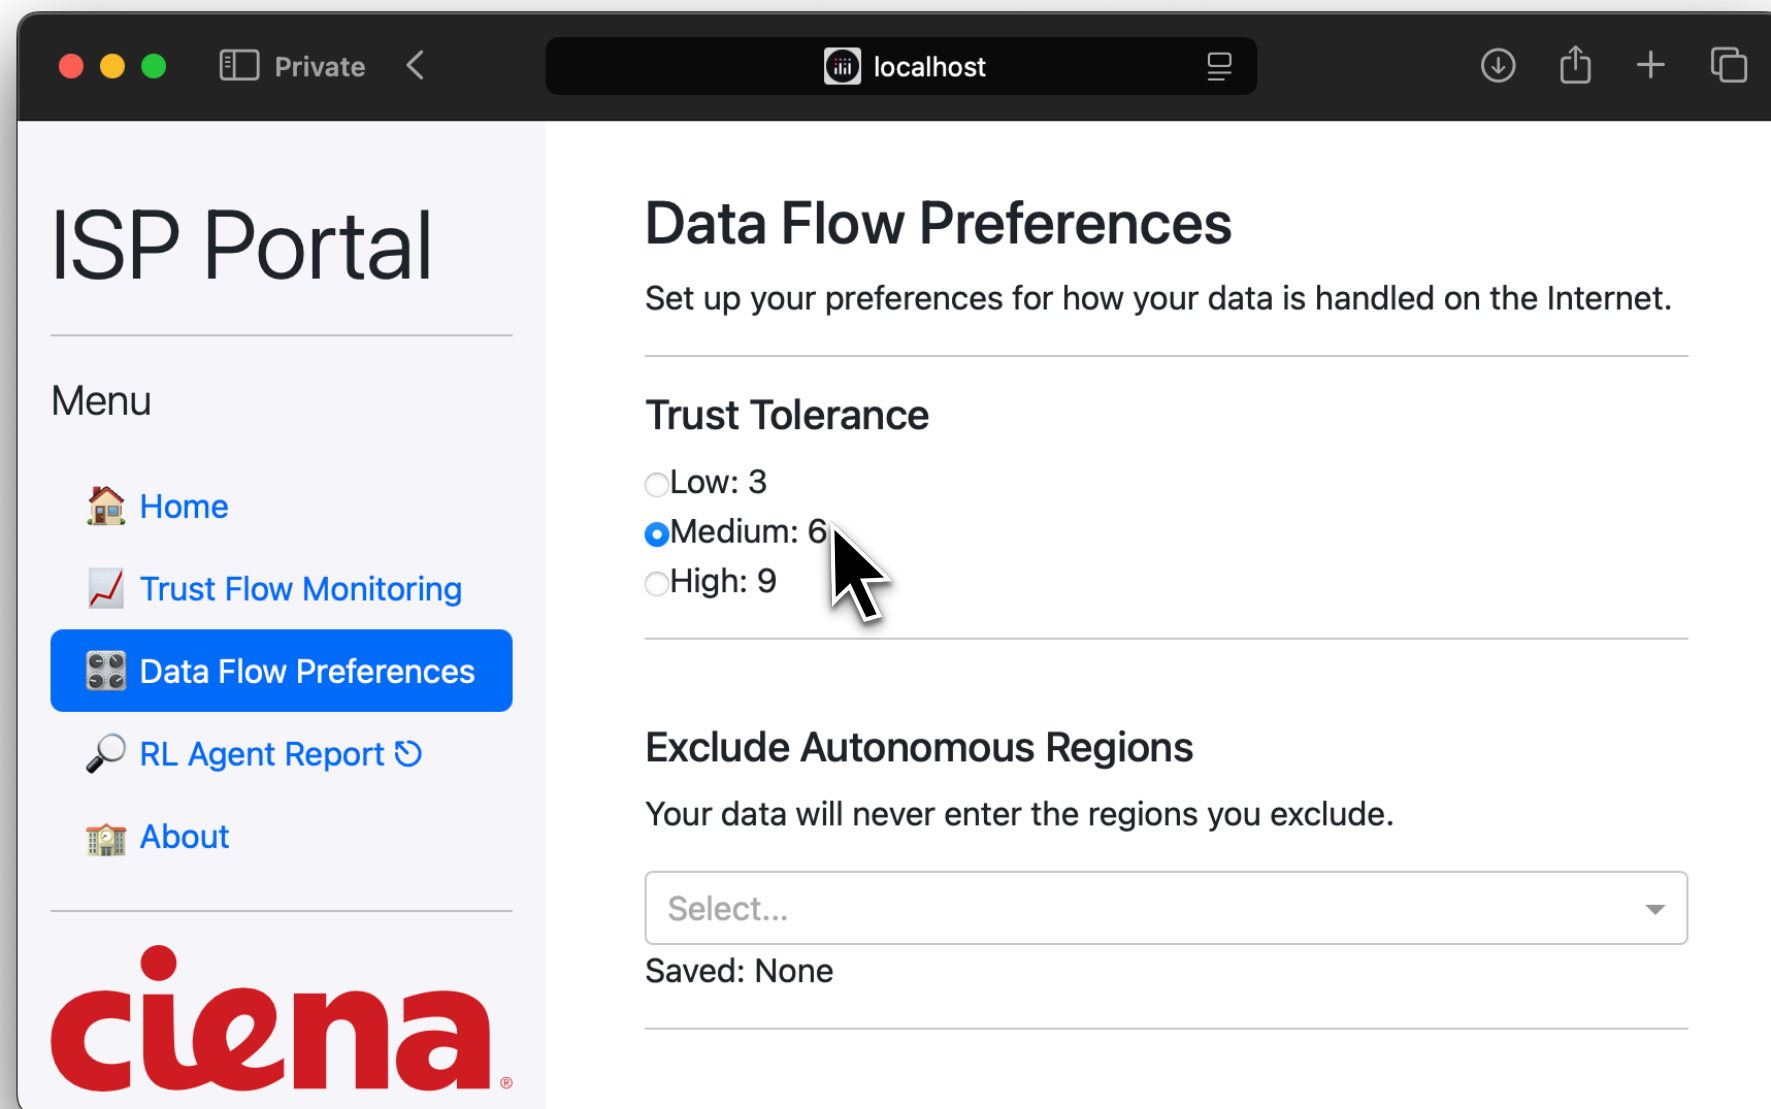 Private
localhost
ISP Portal
Menu
Home
Trust Flow Monitoring
Data Flow Preferences
RL Agent Report
About
ciena®
Data Flow Preferences
Set up your preferences for how your data is handled on the Internet.
Trust Tolerance
Low: 3
Medium: 6
High: 9
Exclude Autonomous Regions
Your data will never enter the regions you exclude.
Select...
Saved: None